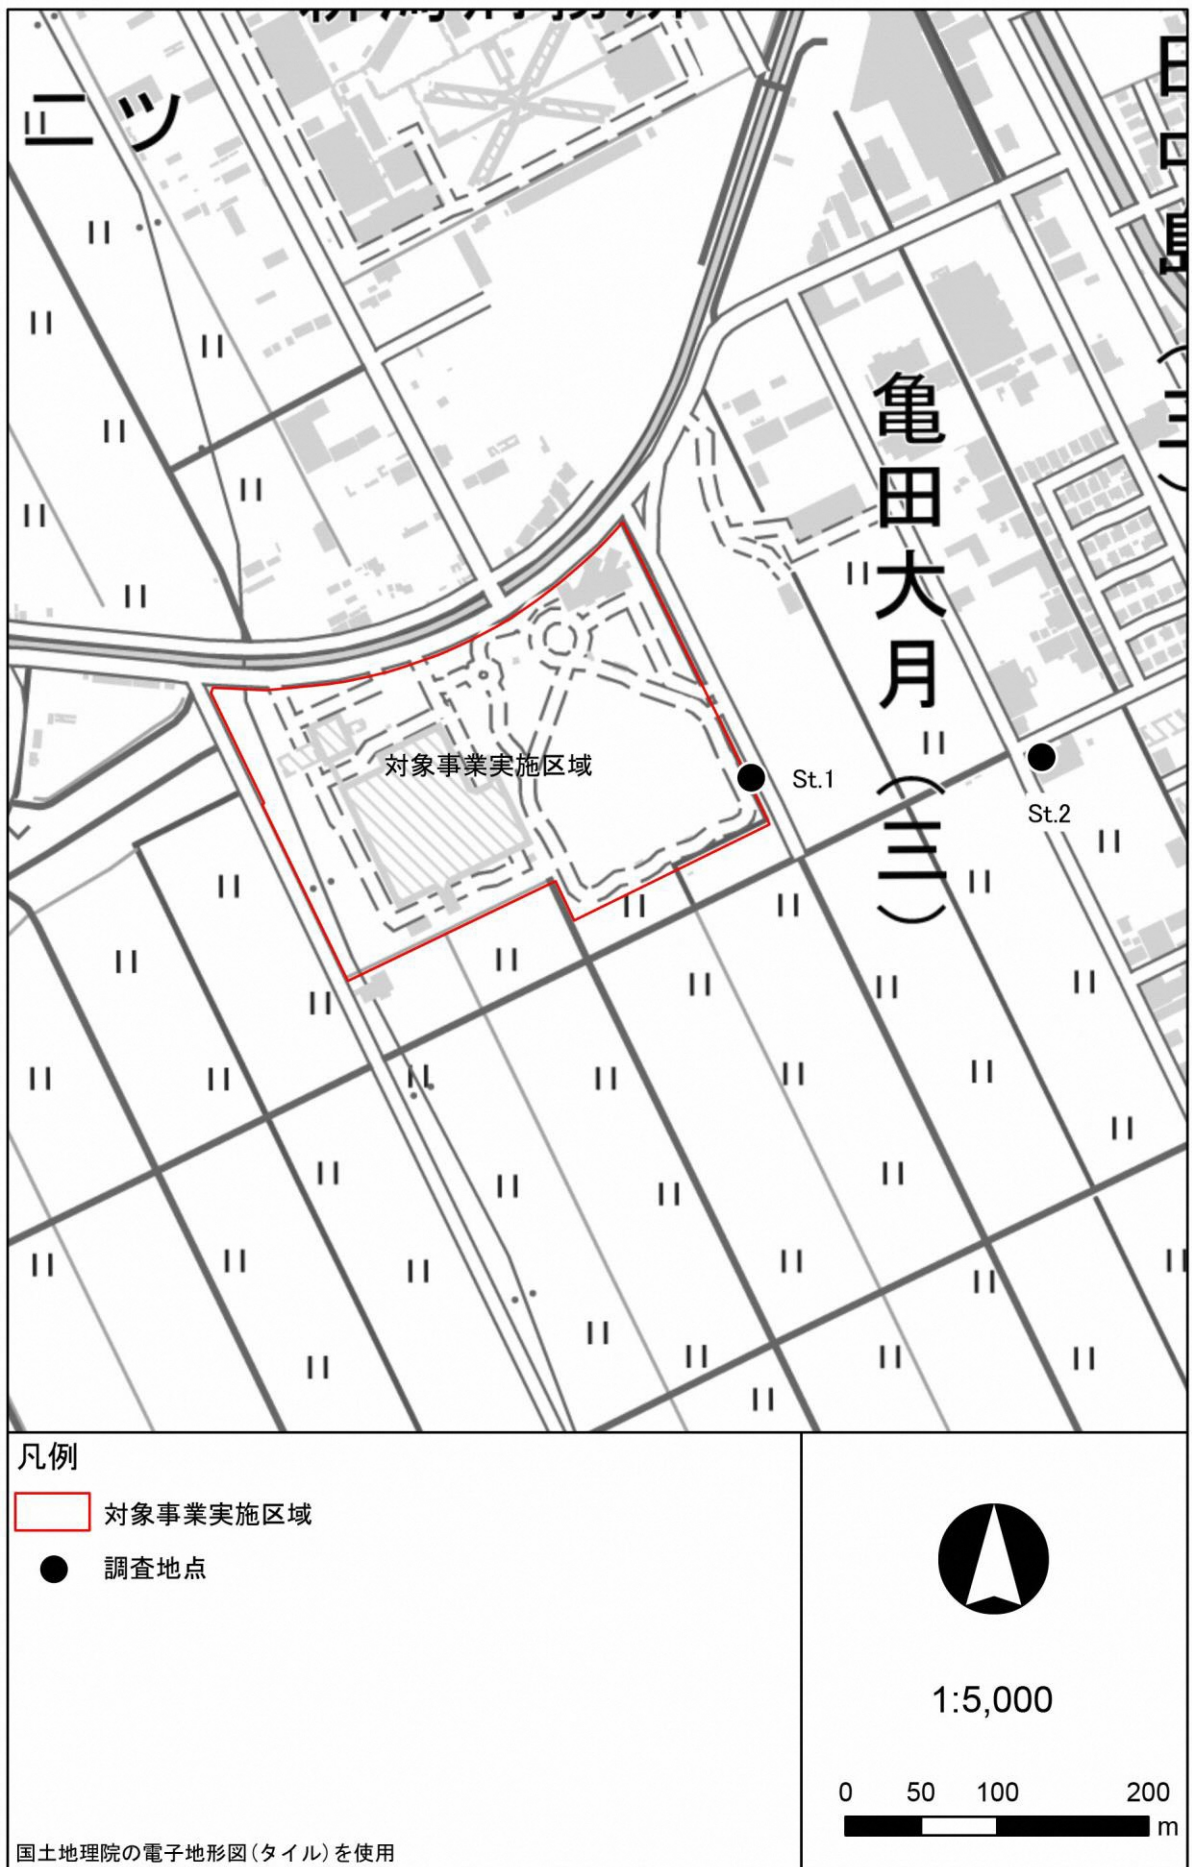 二ツ
亀田大月(三)
対象事業実施区域
St.1
St.2
凡例
対象事業実施区域
調査地点
1:5,000
0 50 100 200
m
国土地理院の電子地形図(タイル)を使用